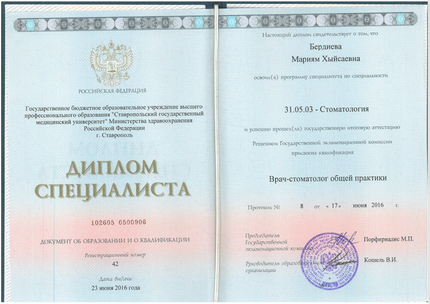 РОССИЙСКАЯ ФЕДЕРАЦИЯ
Государственное бюджетное образовательное учреждение высшего
профессионального образования "Ставропольский государственный
медицинский университет" Министерства здравоохранения
Российской Федерации
г. Ставрополь
ДИПЛОМ
СПЕЦИАЛИСТА
102605 0500906
ДОКУМЕНТ ОБ ОБРАЗОВАНИИ И О КВАЛИФИКАЦИИ
Регистрационный номер
42
Дата выдачи
23 июня 2016 года
Настоящий диплом свидетельствует о том, что
Бердиева
Мариям Хыйсаевна
освоил(а) программу специалитета по специальности
31.05.03 - Стоматология
и успешно прошел(ла) государственную итоговую аттестацию
Решением Государственной экзаменационной комиссии
присвоена квалификация
Врач-стоматолог общей практики
Протокол № 8 от «17» июня 2016 г.
Председатель
Государственной
экзаменационной комиссии
Порфириадис М.П.
Руководитель образовательной
организации
Кошель В.И.